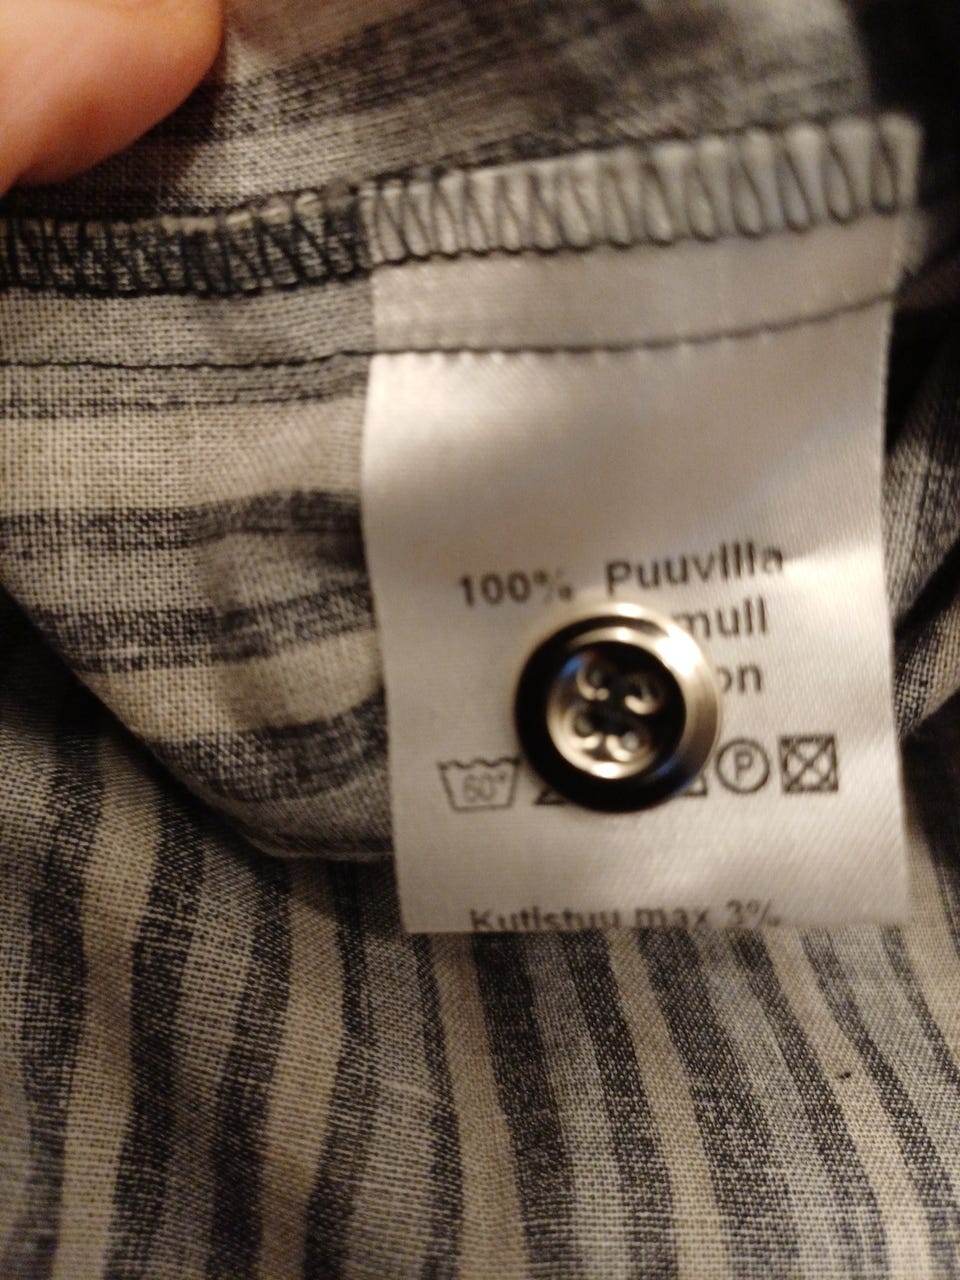 100% Puuvilla
mull
on
60°
P
Kutistuu max 3%